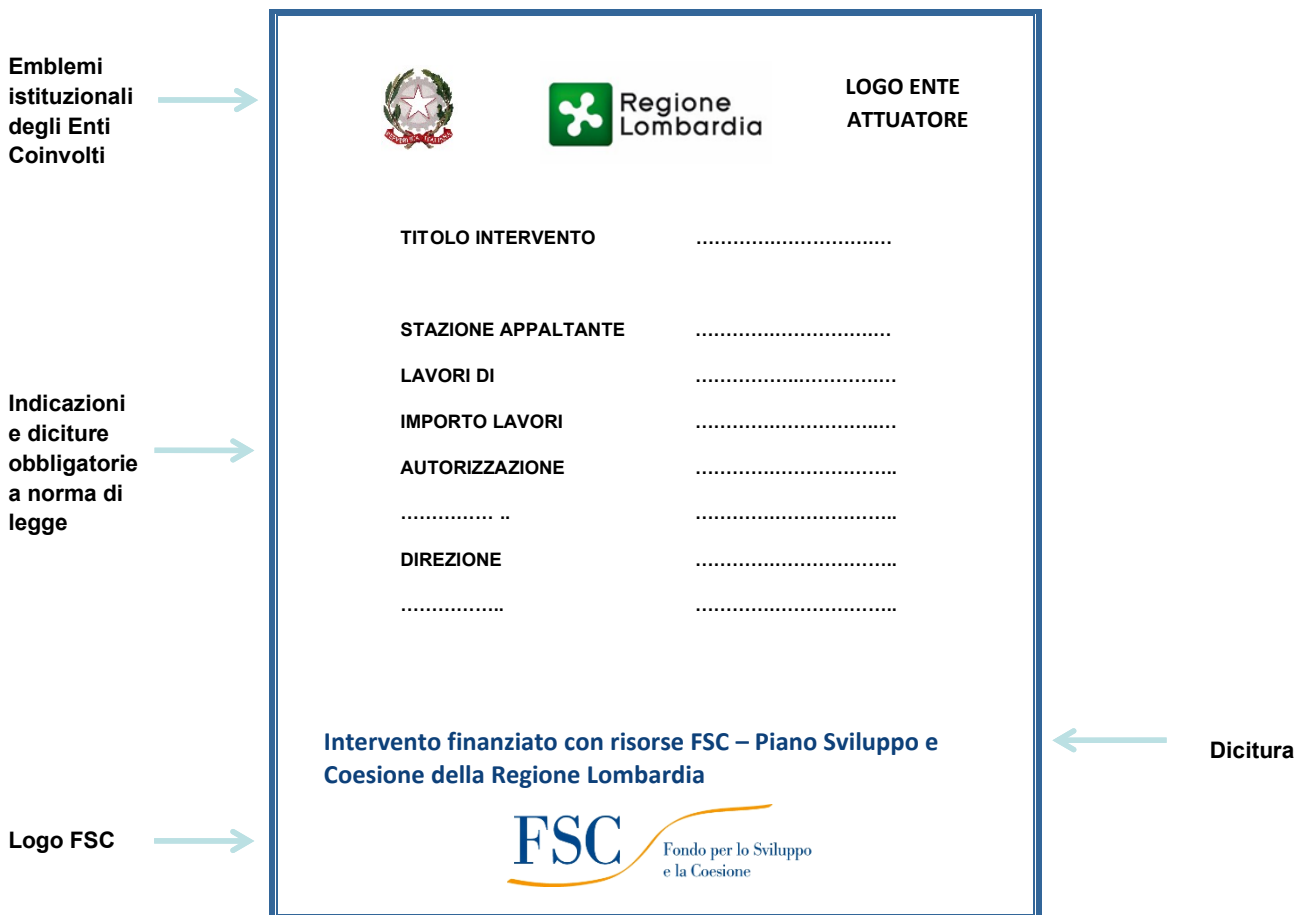 Emblemi
istituzionali
degli Enti
Coinvolti
Regione
Lombardia
LOGO ENTE
ATTUATORE
TITOLO INTERVENTO ……………………………
STAZIONE APPALTANTE ……………………………
LAVORI DI ……………..………….…
IMPORTO LAVORI ………………………….…
AUTORIZZAZIONE …………………………..
…………… .. …………………………..
DIREZIONE …………………………..
…………….. …………………………..
Indicazioni
e diciture
obbligatorie
a norma di
legge
Intervento finanziato con risorse FSC – Piano Sviluppo e
Coesione della Regione Lombardia
Dicitura
Logo FSC
FSC
Fondo per lo Sviluppo
e la Coesione